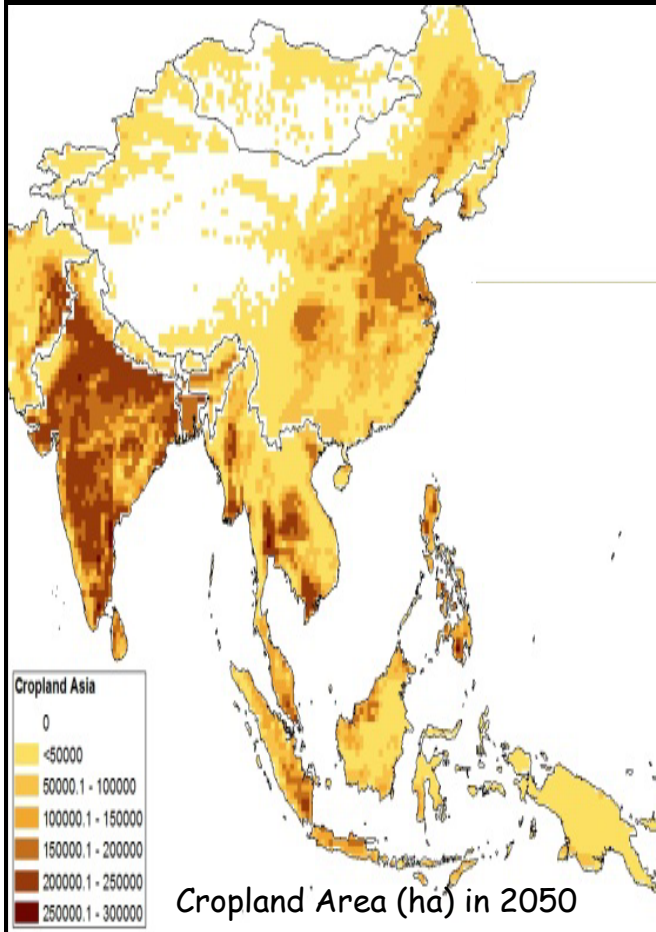 Cropland Asia
0
<50000
50000.1 - 100000
100000.1 - 150000
150000.1 - 200000
200000.1 - 250000
250000.1 - 300000
Cropland Area (ha) in 2050